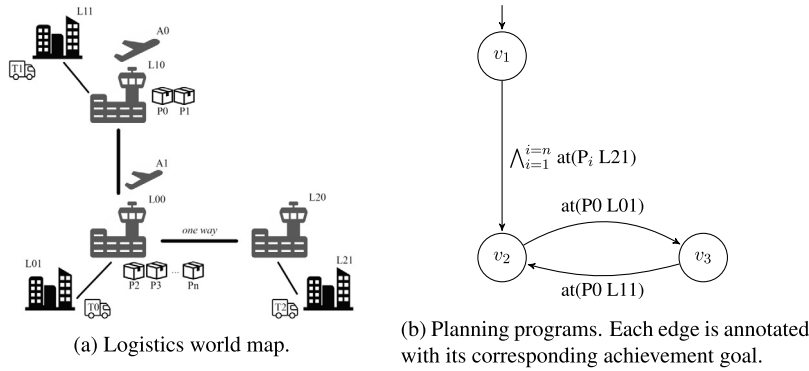 L11
A0
T1
L10
P0 P1
A1
L00
L20
one way
L01
P2 P3 ... Pn
L21
T0
T2
(a) Logistics world map.
v₁
⋀ᵢ₌₁ⁱ⁼ⁿ at(Pᵢ L21)
at(P0 L01)
v₂
v₃
at(P0 L11)
(b) Planning programs. Each edge is annotated
with its corresponding achievement goal.